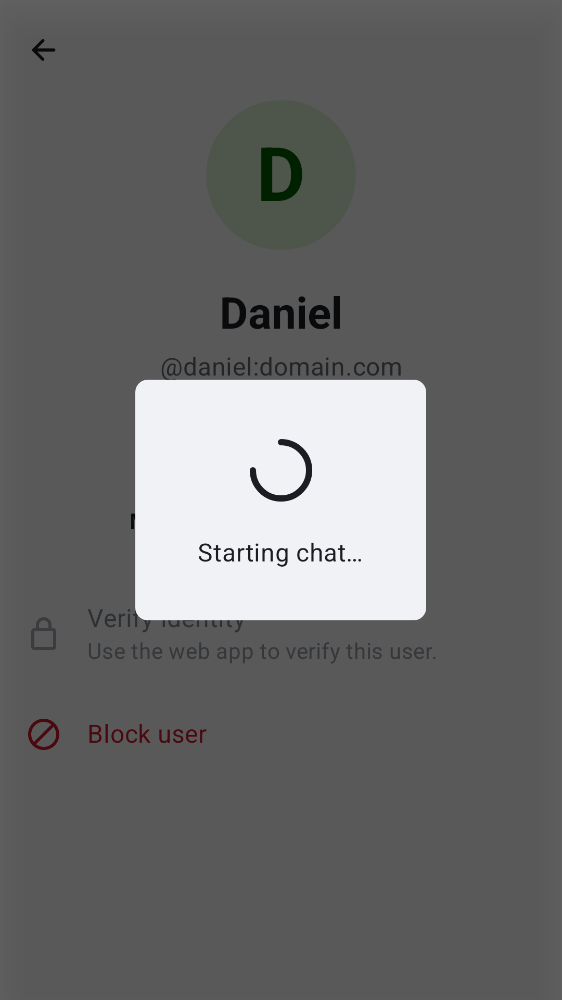 D
Daniel
@daniel:domain.com
Starting chat…
Verify identity
Use the web app to verify this user.
Block user